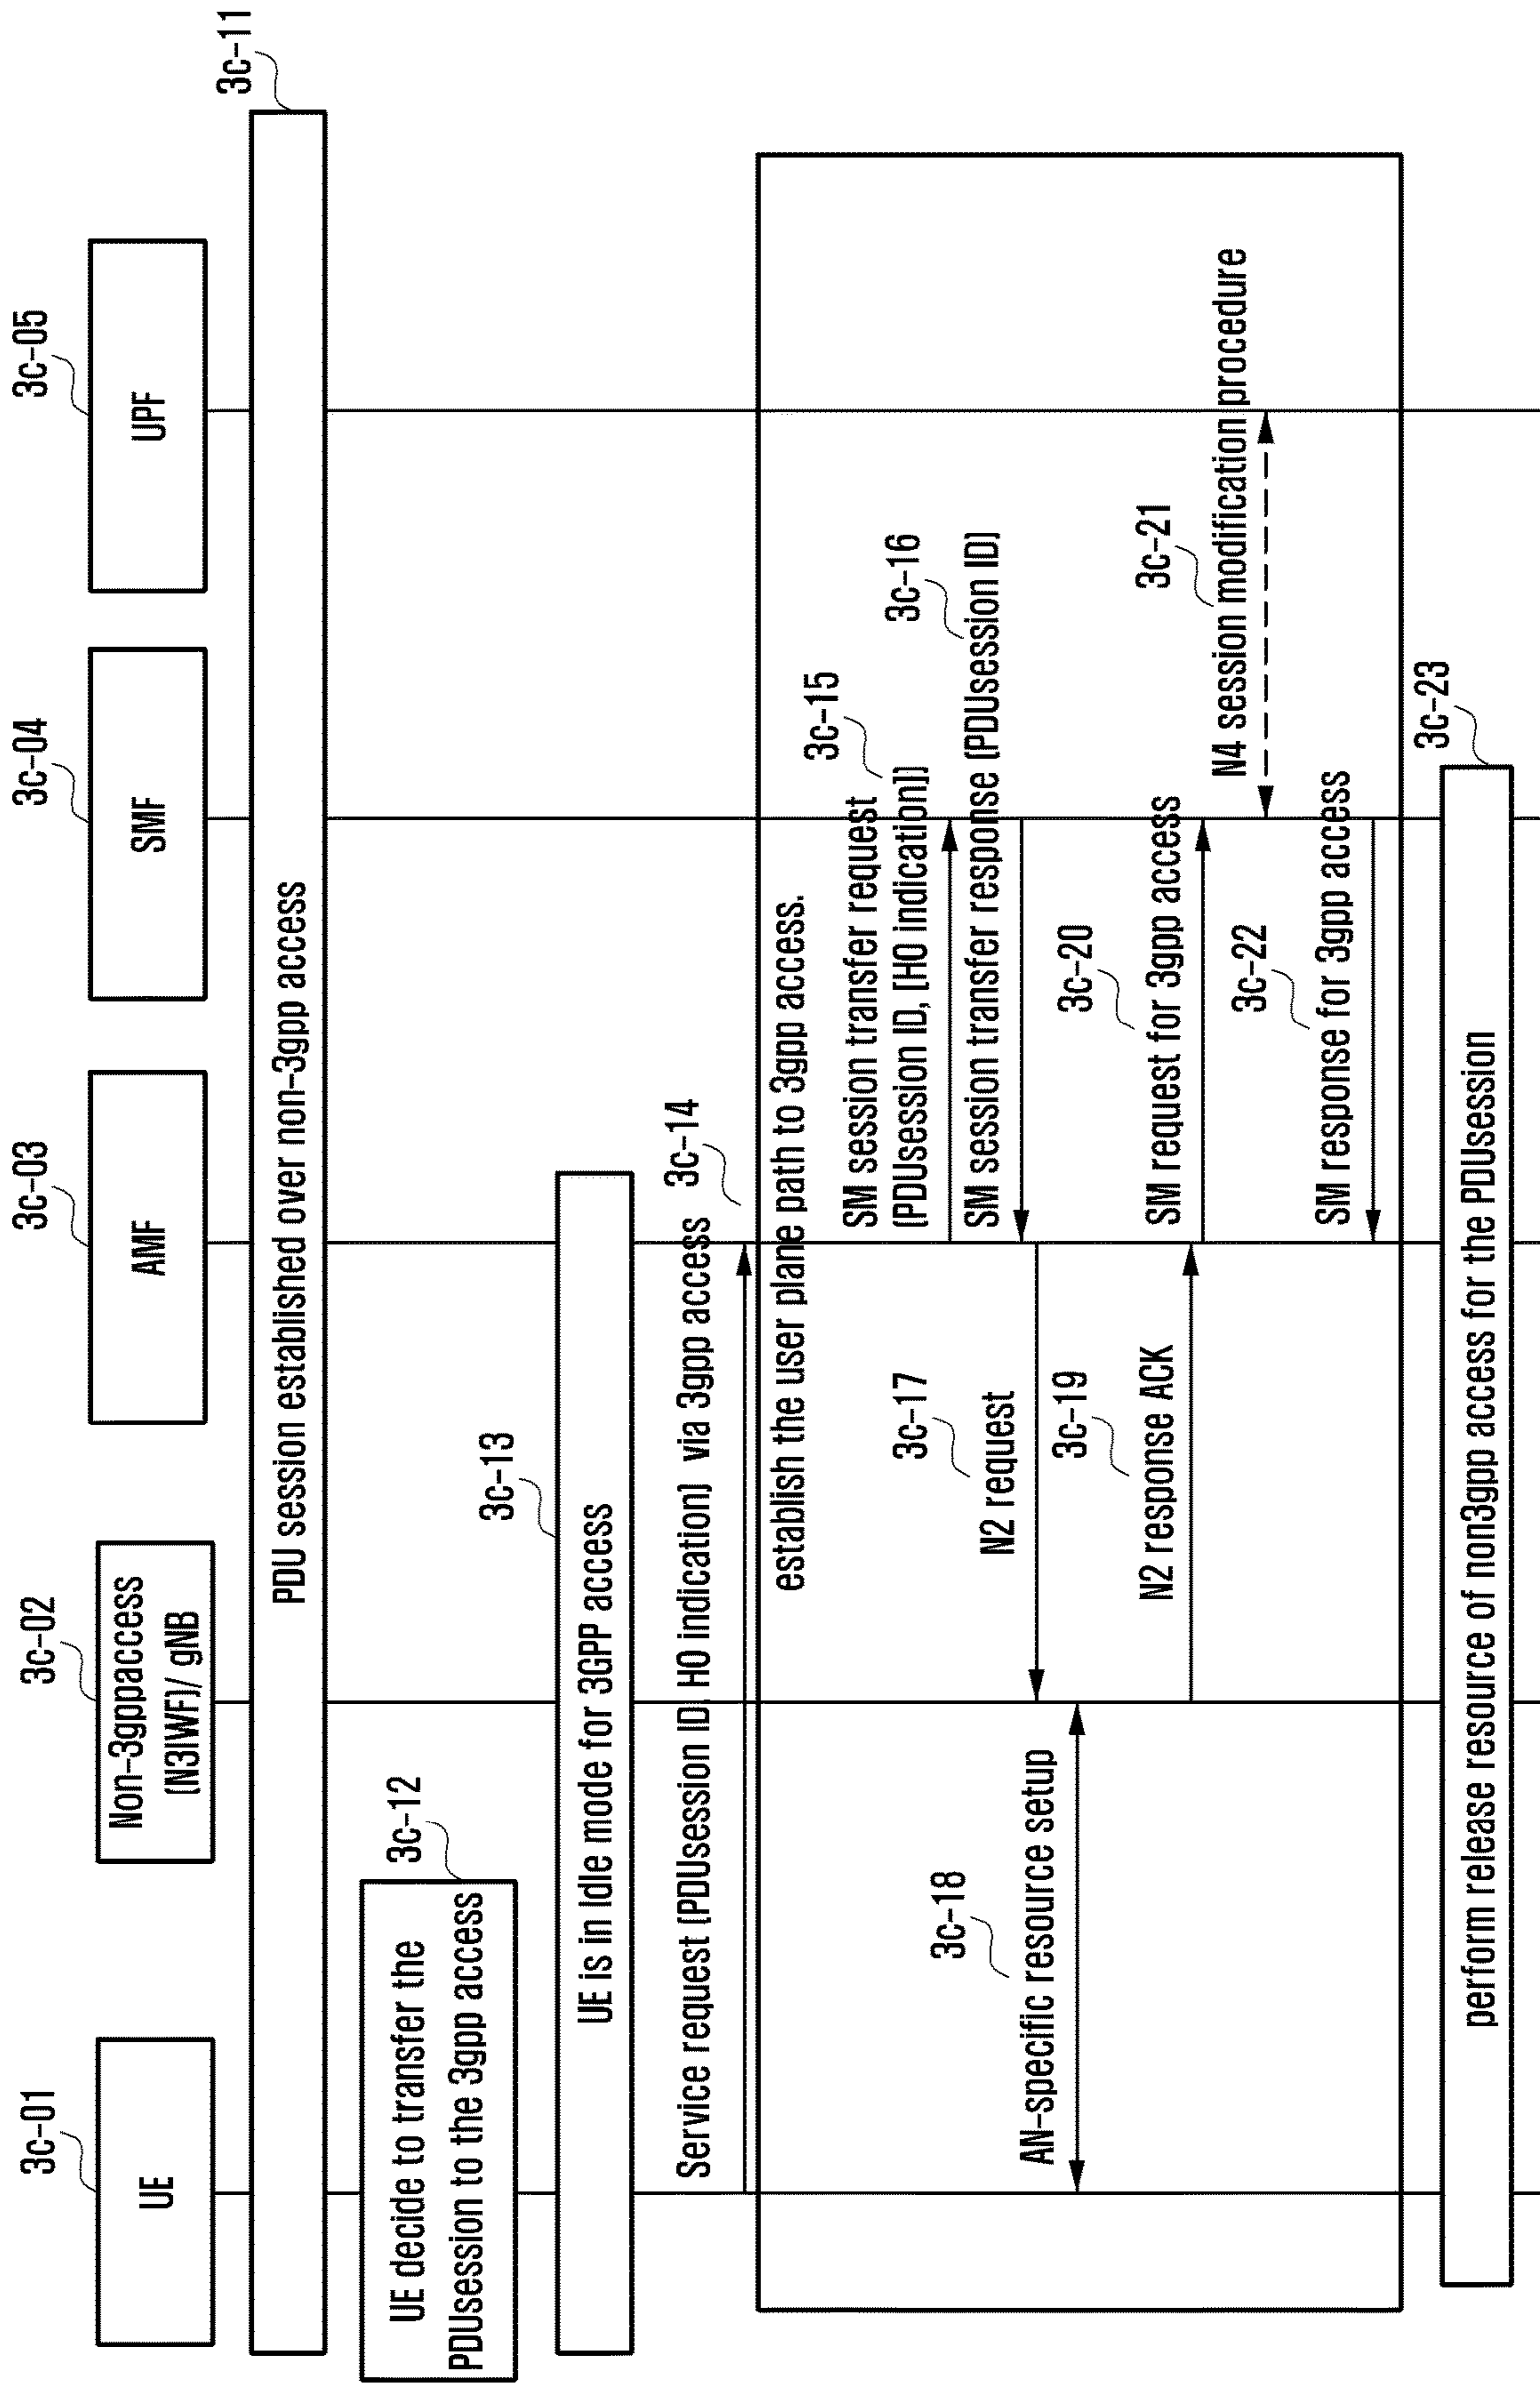 3c-01
3c-02
3c-03
3c-04
3c-05
UE
Non-3gppaccess
(N3IWF)/ gNB
AMF
SMF
UPF
3c-11
PDU session established over non-3gpp access
3c-12
UE decide to transfer the
PDUsession to the 3gpp access
3c-13
UE is in Idle mode for 3GPP access
3c-14
Service request (PDUsession ID, HO indication) via 3gpp access
establish the user plane path to 3gpp access.
3c-15
SM session transfer request
(PDUsession ID, [HO indication])
3c-16
SM session transfer response (PDUsession ID)
3c-17
N2 request
3c-18
AN-specific resource setup
3c-19
N2 response ACK
3c-20
SM request for 3gpp access
3c-21
N4 session modification procedure
3c-22
SM response for 3gpp access
3c-23
perform release resource of non3gpp access for the PDUsession